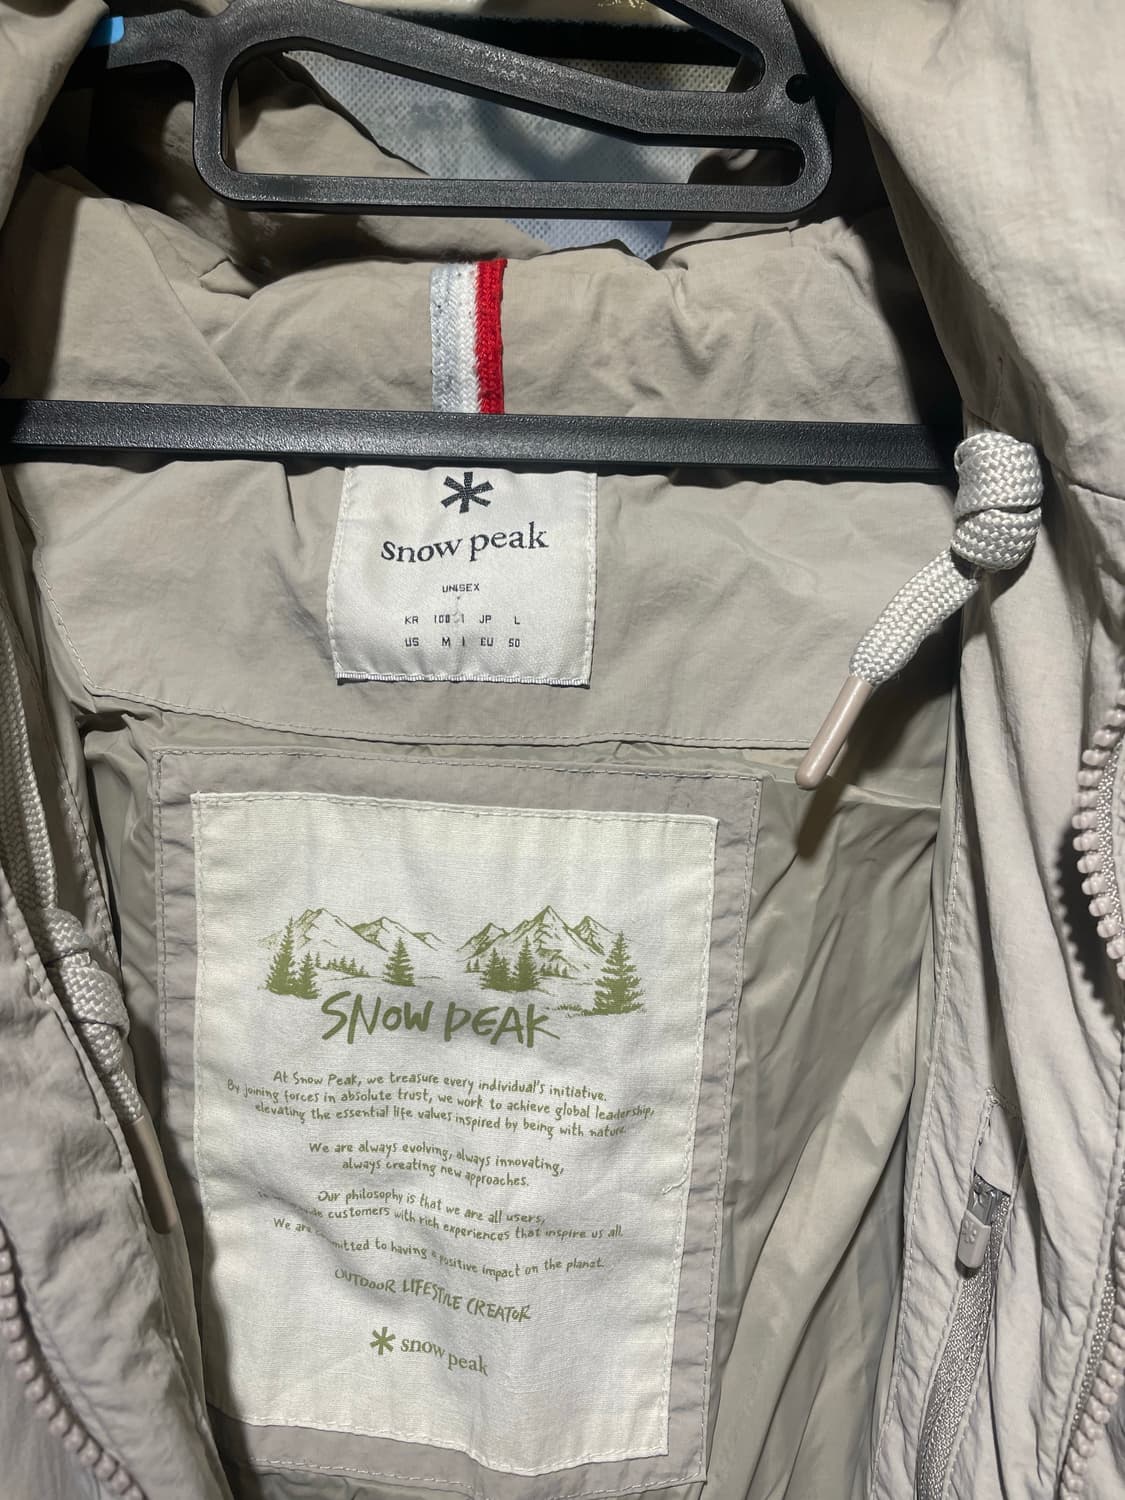 snow peak
UNISEX
KR 100 JP L
US M EU 50
SNOW PEAK
At Snow Peak, we treasure every individual's initiative.
By joining forces in absolute trust, we work to achieve global leadership,
elevating the essential life values inspired by being with nature.
We are always evolving, always innovating,
always creating new approaches.
Our philosophy is that we are all users,
customers with rich experiences that inspire us all.
We are committed to having a positive impact on the planet.
OUTDOOR LIFESTYLE CREATOR
snow peak